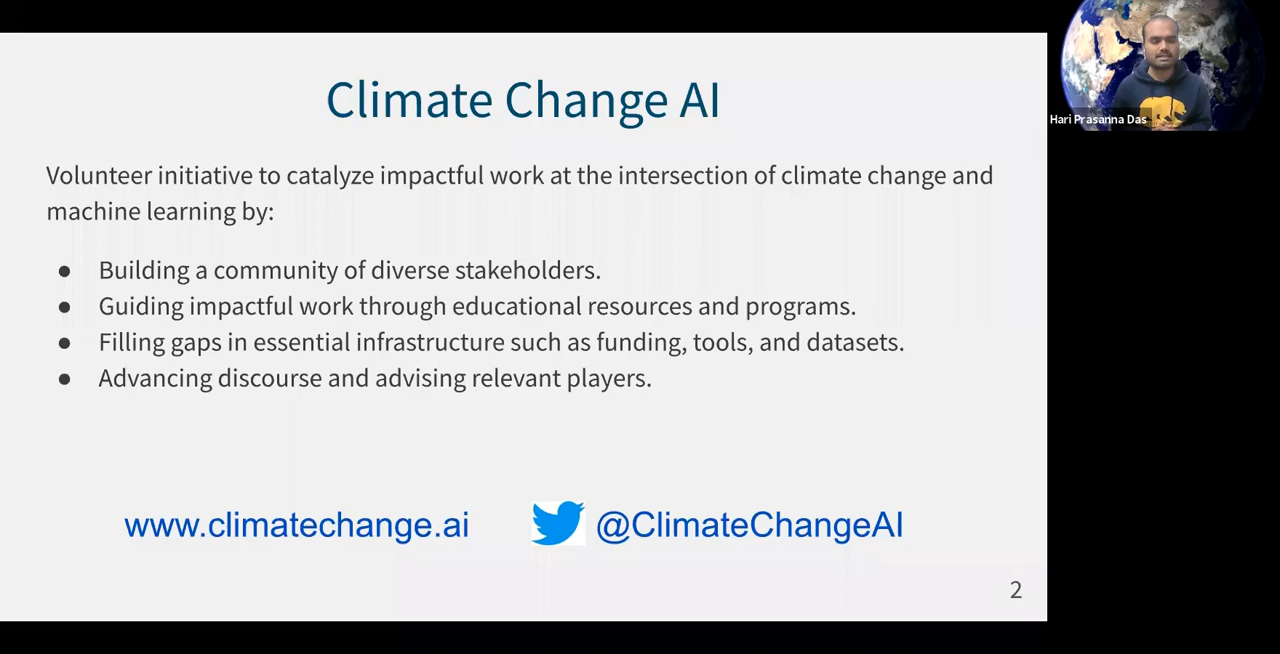 Climate Change AI
Volunteer initiative to catalyze impactful work at the intersection of climate change and
machine learning by:
● Building a community of diverse stakeholders.
● Guiding impactful work through educational resources and programs.
● Filling gaps in essential infrastructure such as funding, tools, and datasets.
● Advancing discourse and advising relevant players.
www.climatechange.ai
@ClimateChangeAI
2
Hari Prasanna Das